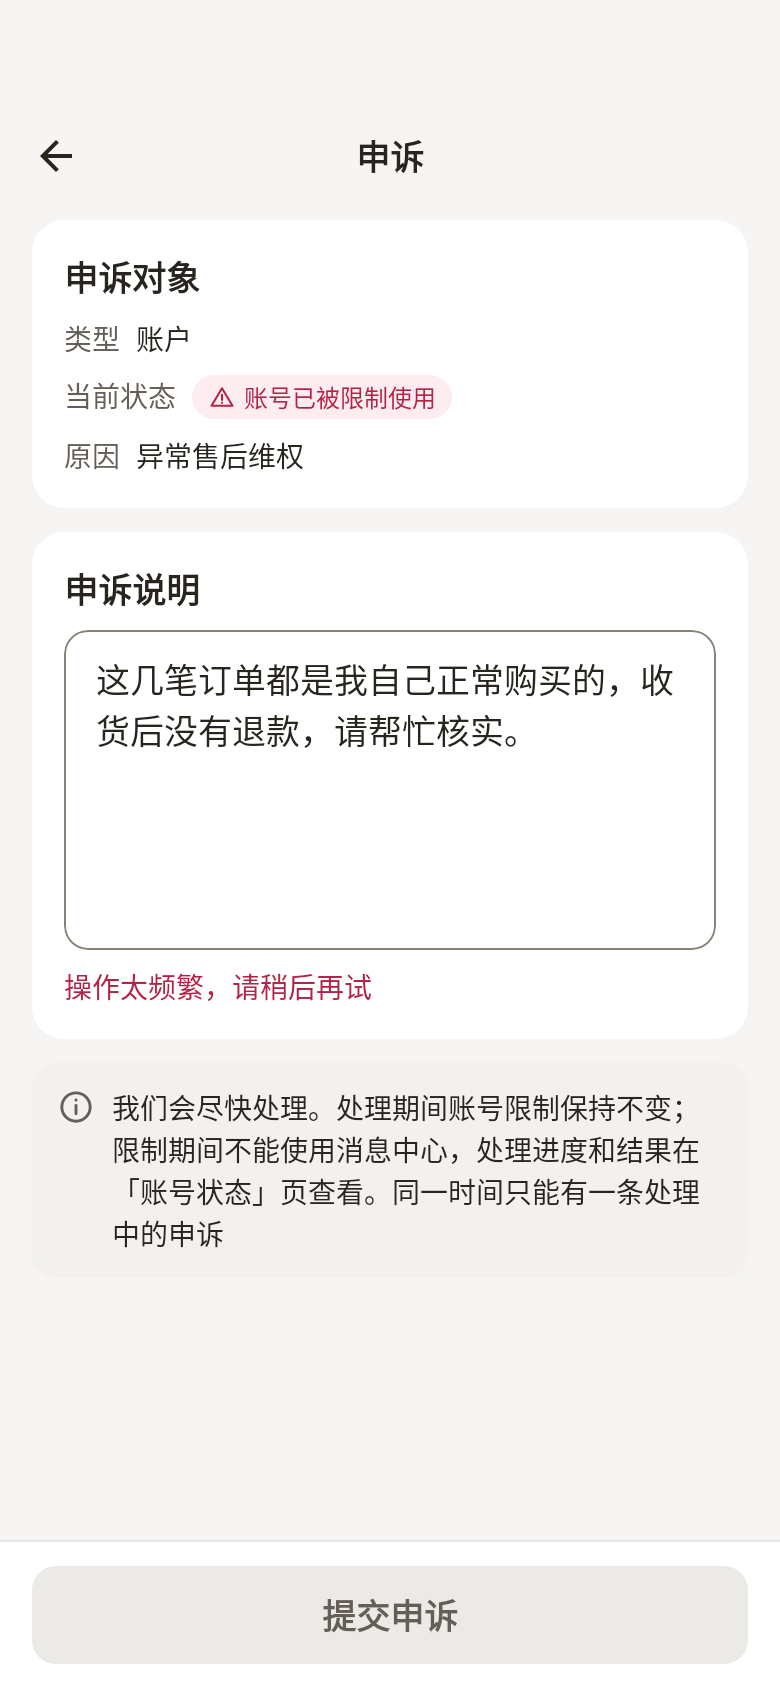 申诉
申诉对象
类型 账户
当前状态 账号已被限制使用
原因 异常售后维权
申诉说明
这几笔订单都是我自己正常购买的，收
货后没有退款，请帮忙核实。
操作太频繁，请稍后再试
我们会尽快处理。处理期间账号限制保持不变；
限制期间不能使用消息中心，处理进度和结果在
「账号状态」页查看。同一时间只能有一条处理
中的申诉
提交申诉